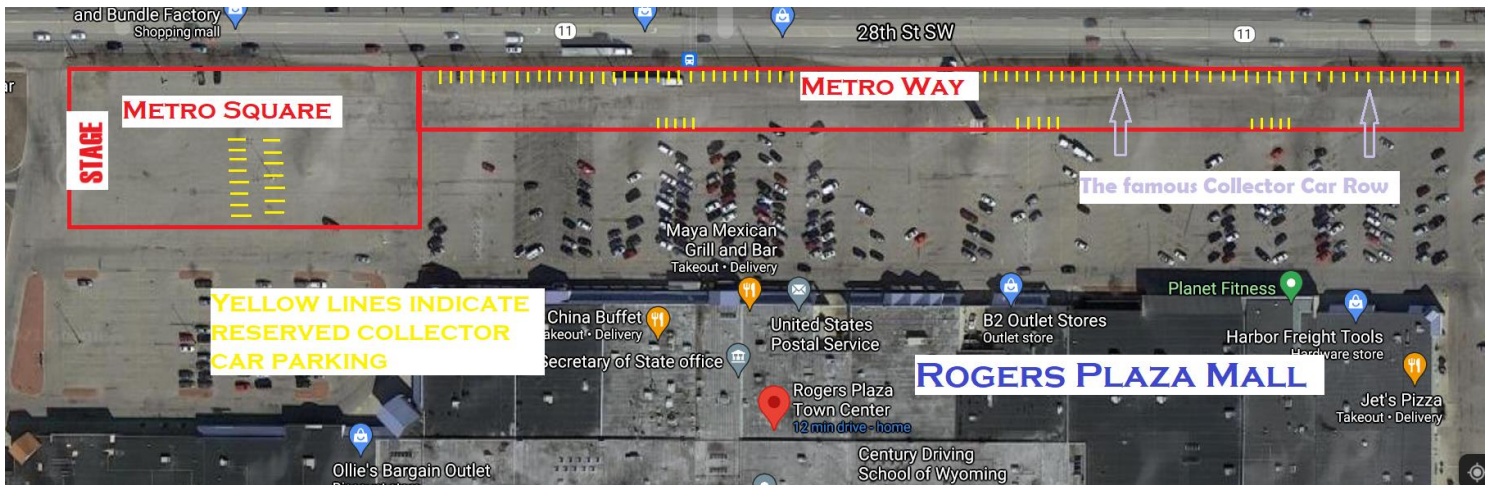 and Bundle Factory
Shopping mall
11
28th St SW
11
METRO SQUARE
METRO WAY
STAGE
The famous Collector Car Row
Maya Mexican
Grill and Bar
Takeout • Delivery
YELLOW LINES INDICATE
RESERVED COLLECTOR
CAR PARKING
China Buffet
akeout • Delivery
United States
Postal Service
Secretary of State office
B2 Outlet Stores
Outlet store
Planet Fitness
Harbor Freight Tools
Hardware store
ROGERS PLAZA MALL
Rogers Plaza
Town Center
12 min drive - home
Jet's Pizza
Takeout • Delivery
Ollie's Bargain Outlet
Century Driving
School of Wyoming